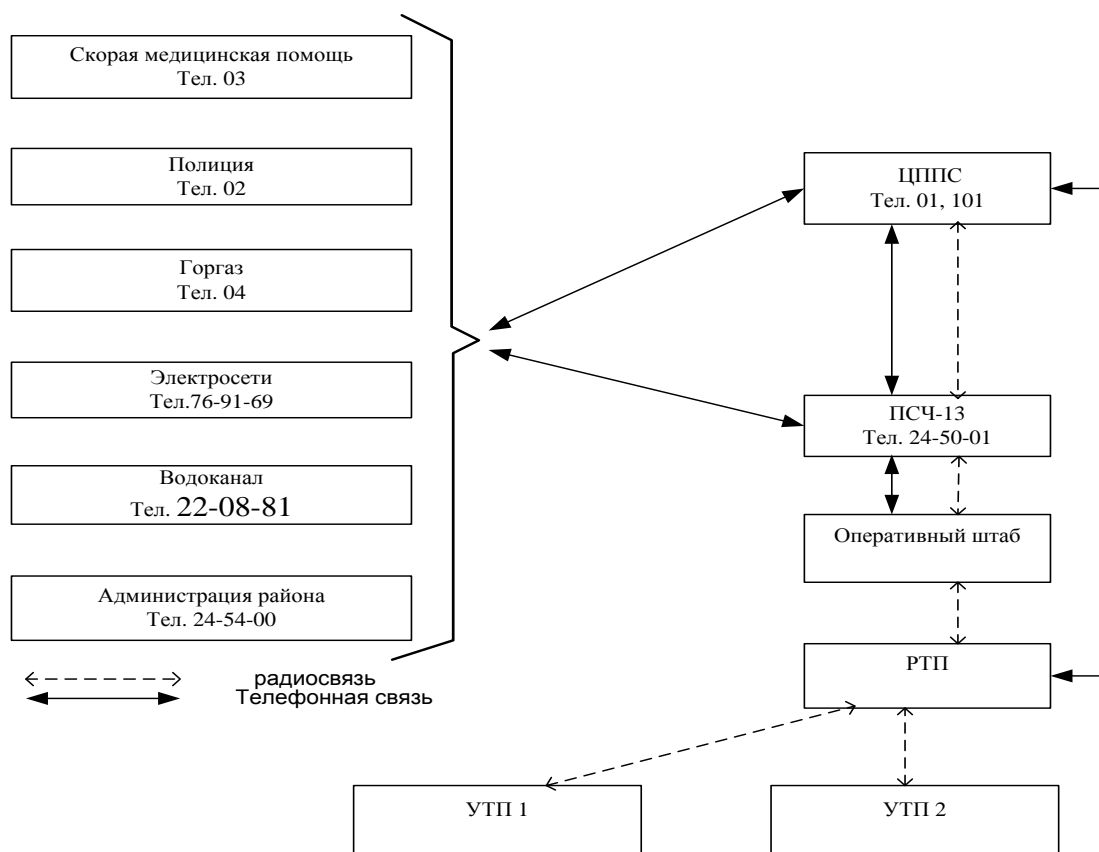 Скорая медицинская помощь
Тел. 03
Полиция
Тел. 02
Горгаз
Тел. 04
Электросети
Тел.76-91-69
Водоканал
Тел. 22-08-81
Администрация района
Тел. 24-54-00
радиосвязь
Телефонная связь
ЦППС
Тел. 01, 101
ПСЧ-13
Тел. 24-50-01
Оперативный штаб
РТП
УТП 1
УТП 2